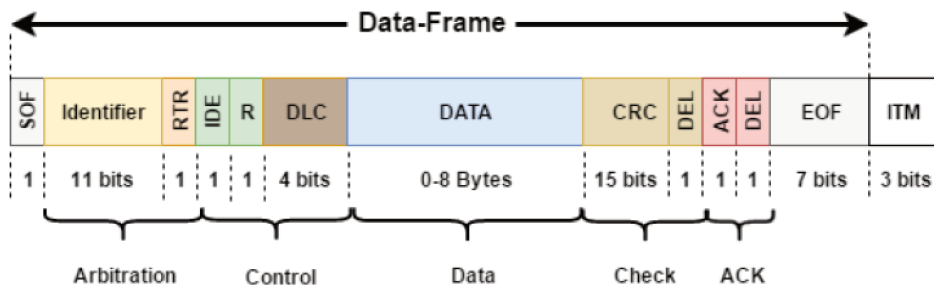 Data-Frame
SOF Identifier RTR IDE R DLC DATA CRC DEL ACK DEL EOF ITM
1 11 bits 1 1 1 4 bits 0-8 Bytes 15 bits 1 1 1 7 bits 3 bits
Arbitration Control Data Check ACK